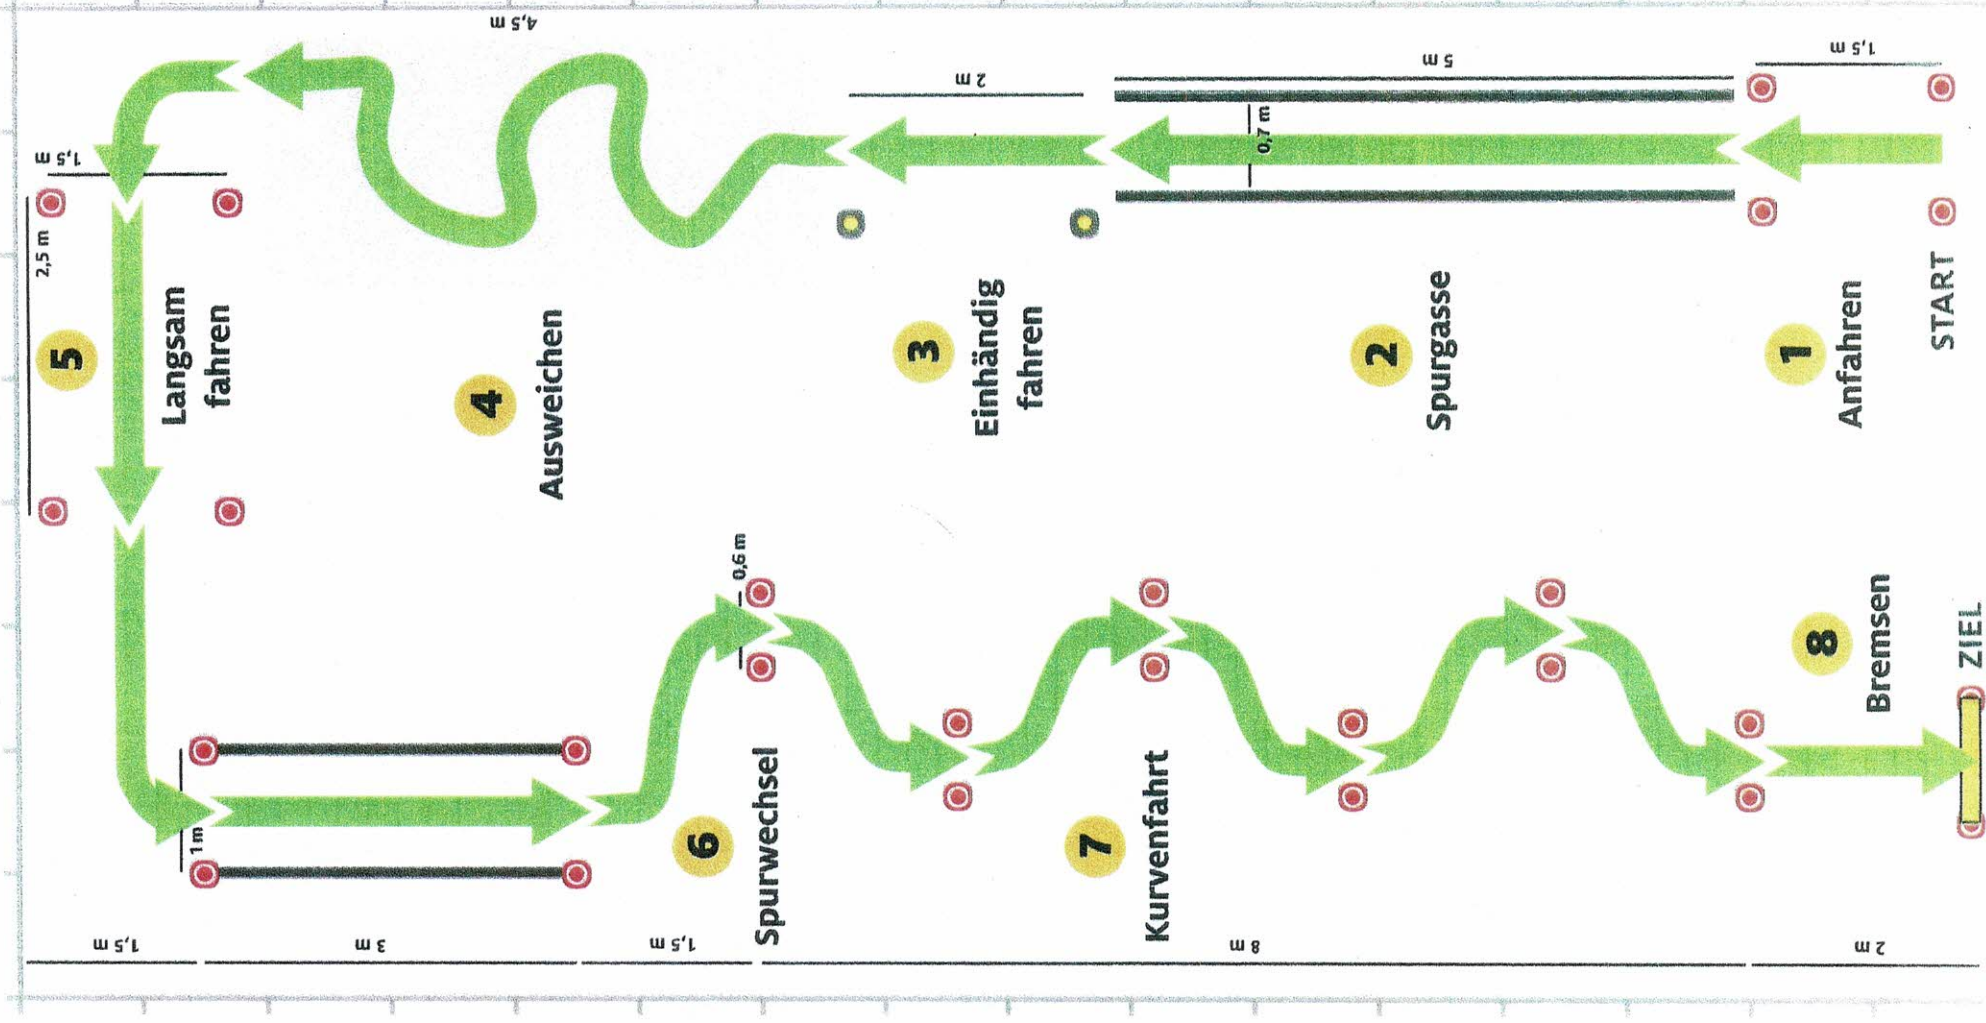 START
1
Anfahren
1,5 m
2
Spurgasse
5 m
0,7 m
3
Einhändig
fahren
2 m
4
Ausweichen
4,5 m
5
Langsam
fahren
2,5 m
1,5 m
1 m
1,5 m
3 m
1,5 m
6
Spurwechsel
0,6 m
7
Kurvenfahrt
8 m
8
Bremsen
2 m
ZIEL